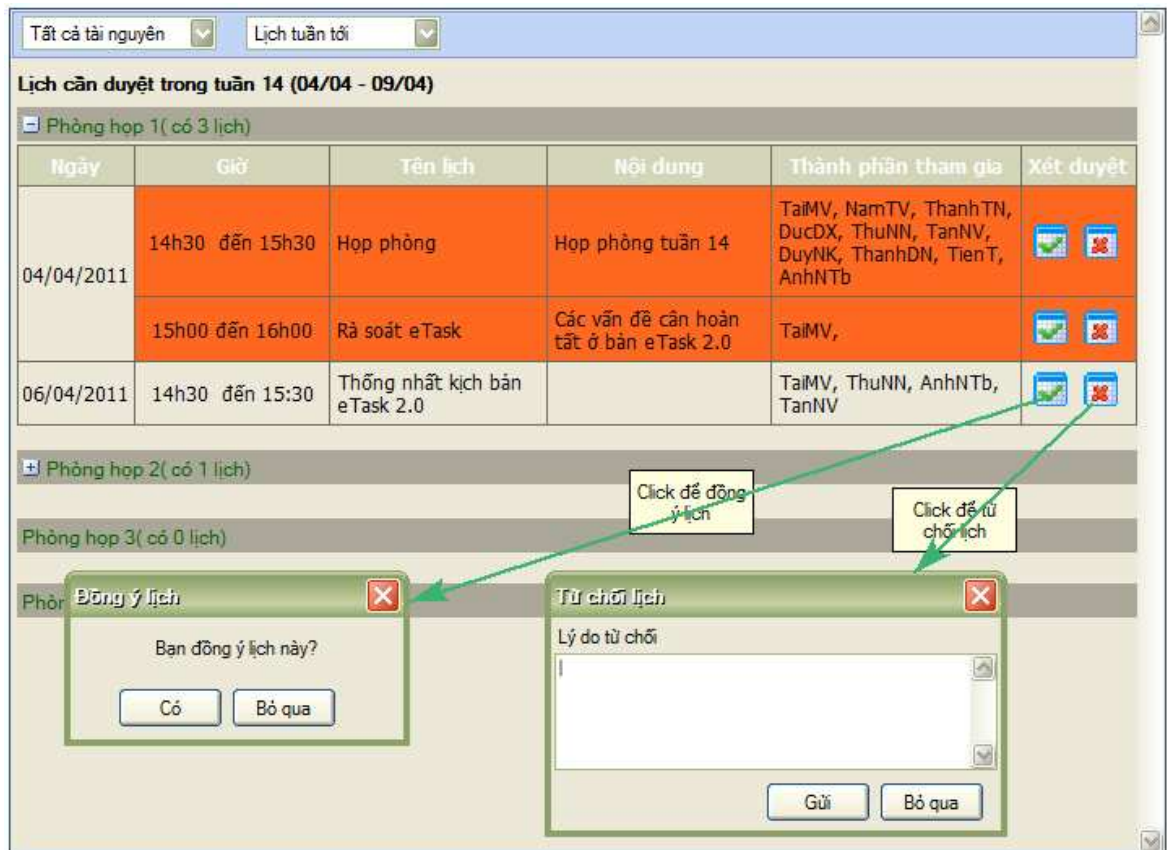 Tất cả tài nguyên Lịch tuần tới
Lịch cần duyệt trong tuần 14 (04/04 - 09/04)
Phòng họp 1( có 3 lịch)
Ngày Giờ Tên lịch Nội dung Thành phần tham gia Xét duyệt
04/04/2011
14h30 đến 15h30
Họp phòng
Họp phòng tuần 14
TaiMV, NamTV, ThanhTN,
DucDX, ThuNN, TanNV,
DuyNK, ThanhDN, TienT,
AnhNTb
15h00 đến 16h00
Rà soát eTask
Các vấn đề cần hoàn
tất ở bản eTask 2.0
TaiMV,
06/04/2011
14h30 đến 15:30
Thống nhất kịch bản
eTask 2.0
TaiMV, ThuNN, AnhNTb,
TanNV
Phòng họp 2( có 1 lịch)
Click để đồng
ý lịch
Click để từ
chối lịch
Phòng họp 3( có 0 lịch)
Phòn
Đồng ý lịch
Bạn đồng ý lịch này?
Có Bỏ qua
Từ chối lịch
Lý do từ chối
Gửi Bỏ qua